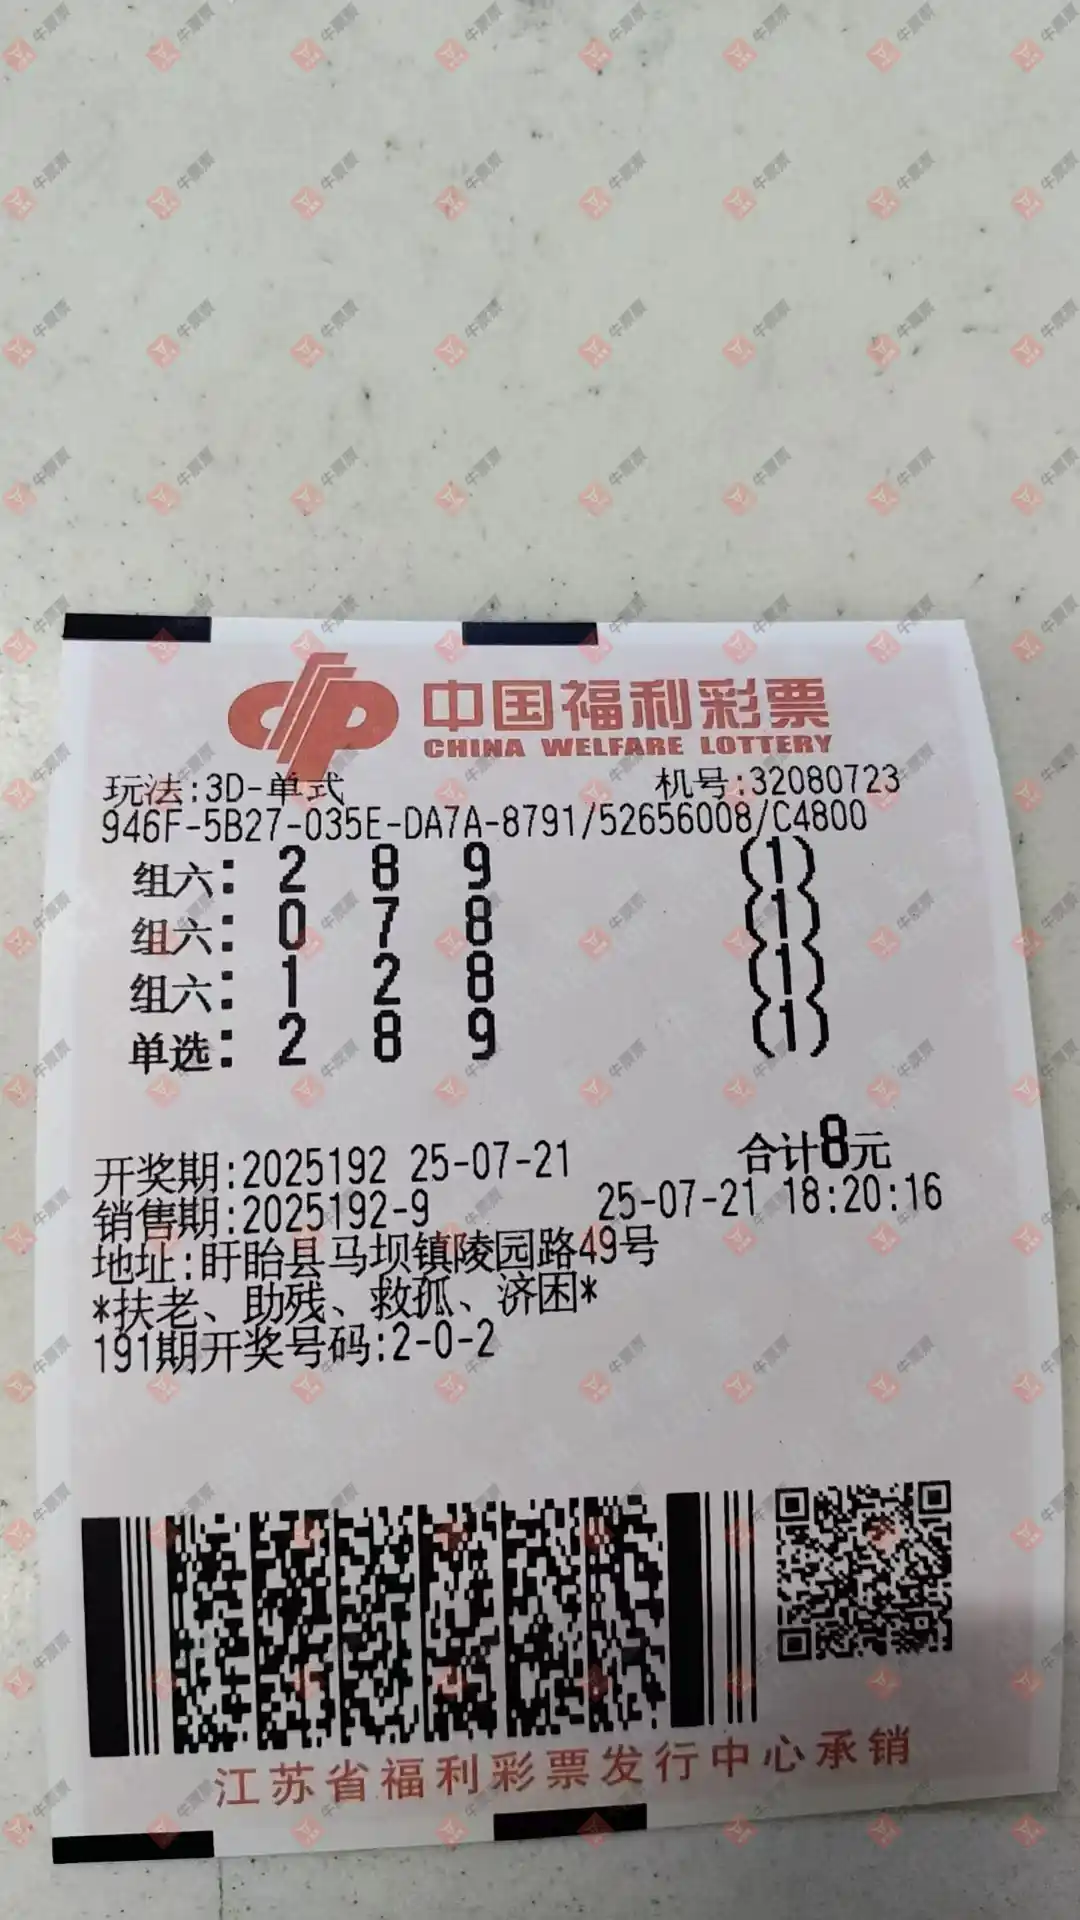 中国福利彩票
CHINA WELFARE LOTTERY
玩法:3D-单式 机号:32080723
946F-5B27-035E-DA7A-8791/52656008/C4800
组六: 2 8 9 (1)
组六: 0 7 8 (1)
组六: 1 2 8 (1)
单选: 2 8 9 (1)
合计8元
开奖期:2025192 25-07-21
销售期:2025192-9 25-07-21 18:20:16
地址:盱眙县马坝镇陵园路49号
*扶老、助残、救孤、济困*
191期开奖号码:2-0-2
江苏省福利彩票发行中心承销
牛票票